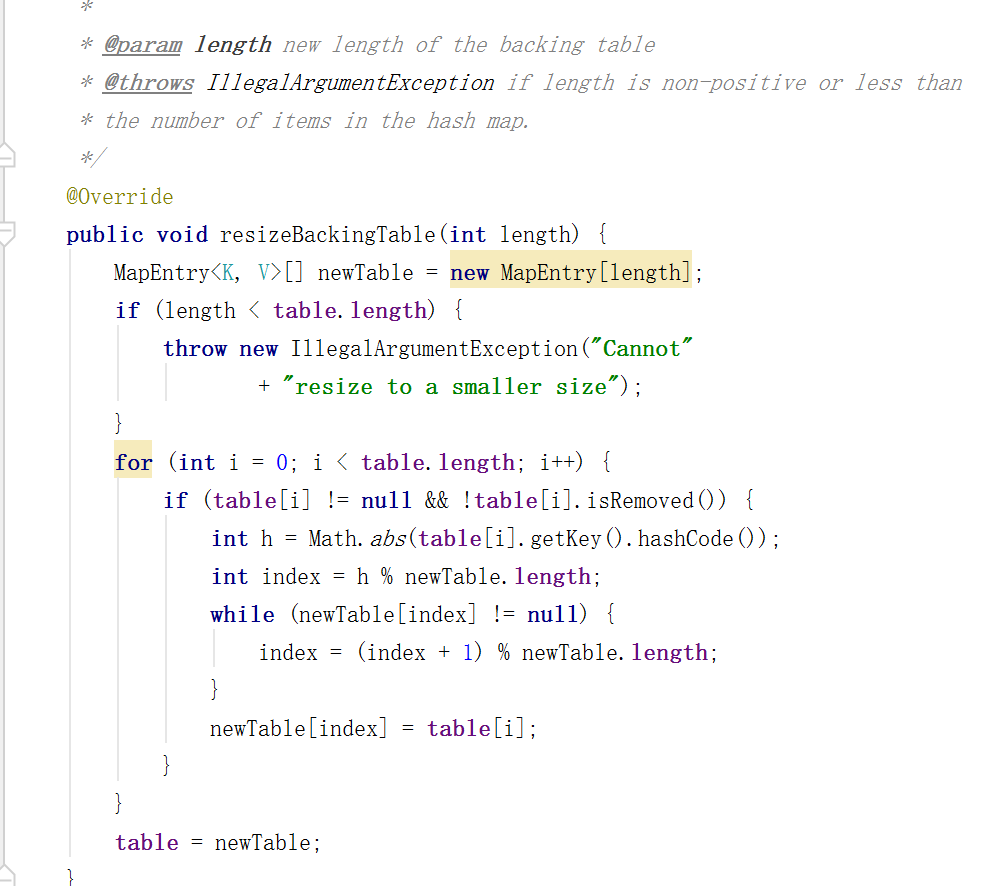 *
* @param length new length of the backing table
* @throws IllegalArgumentException if length is non-positive or less than
* the number of items in the hash map.
*/
@Override
public void resizeBackingTable(int length) {
MapEntry<K, V>[] newTable = new MapEntry[length];
if (length < table.length) {
throw new IllegalArgumentException("Cannot"
+ "resize to a smaller size");
}
for (int i = 0; i < table.length; i++) {
if (table[i] != null && !table[i].isRemoved()) {
int h = Math.abs(table[i].getKey().hashCode());
int index = h % newTable.length;
while (newTable[index] != null) {
index = (index + 1) % newTable.length;
}
newTable[index] = table[i];
}
}
table = newTable;
}